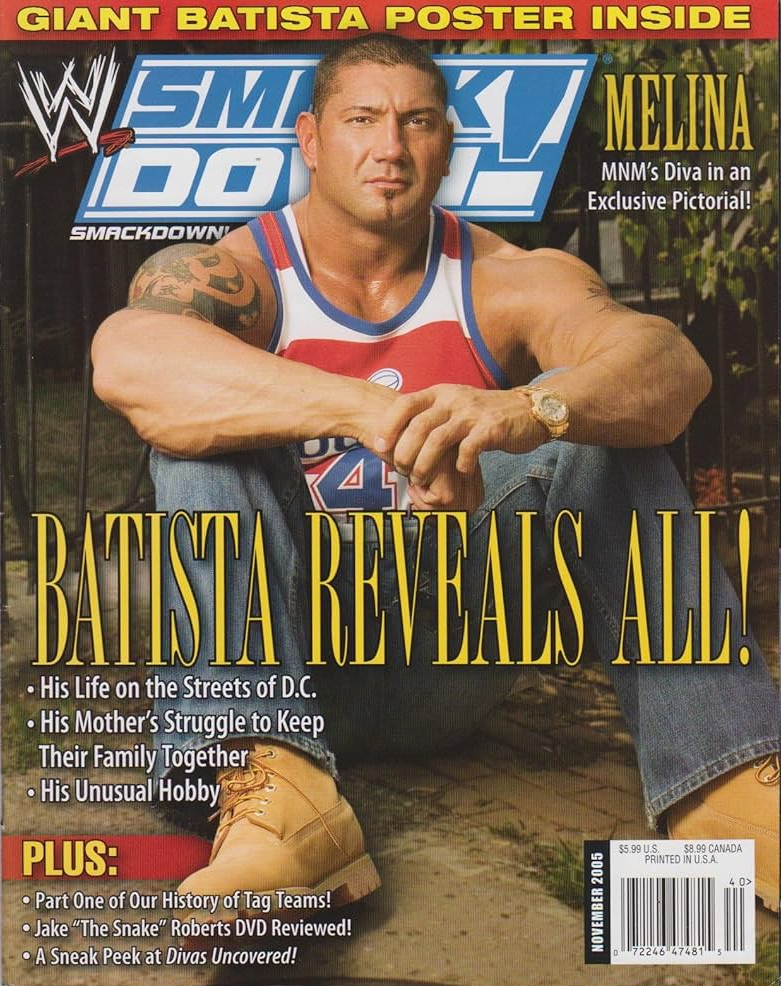 GIANT BATISTA POSTER INSIDE
W
SMACK
DOWN!
®
SMACKDOWN!
MELINA
MNM's Diva in an
Exclusive Pictorial!
4
BATISTA REVEALS ALL!
• His Life on the Streets of D.C.
• His Mother's Struggle to Keep
Their Family Together
• His Unusual Hobby
PLUS:
• Part One of Our History of Tag Teams!
• Jake "The Snake" Roberts DVD Reviewed!
• A Sneak Peek at Divas Uncovered!
NOVEMBER 2005
$5.99 U.S. $8.99 CANADA
PRINTED IN U.S.A.
40>
0 72246 47481 5